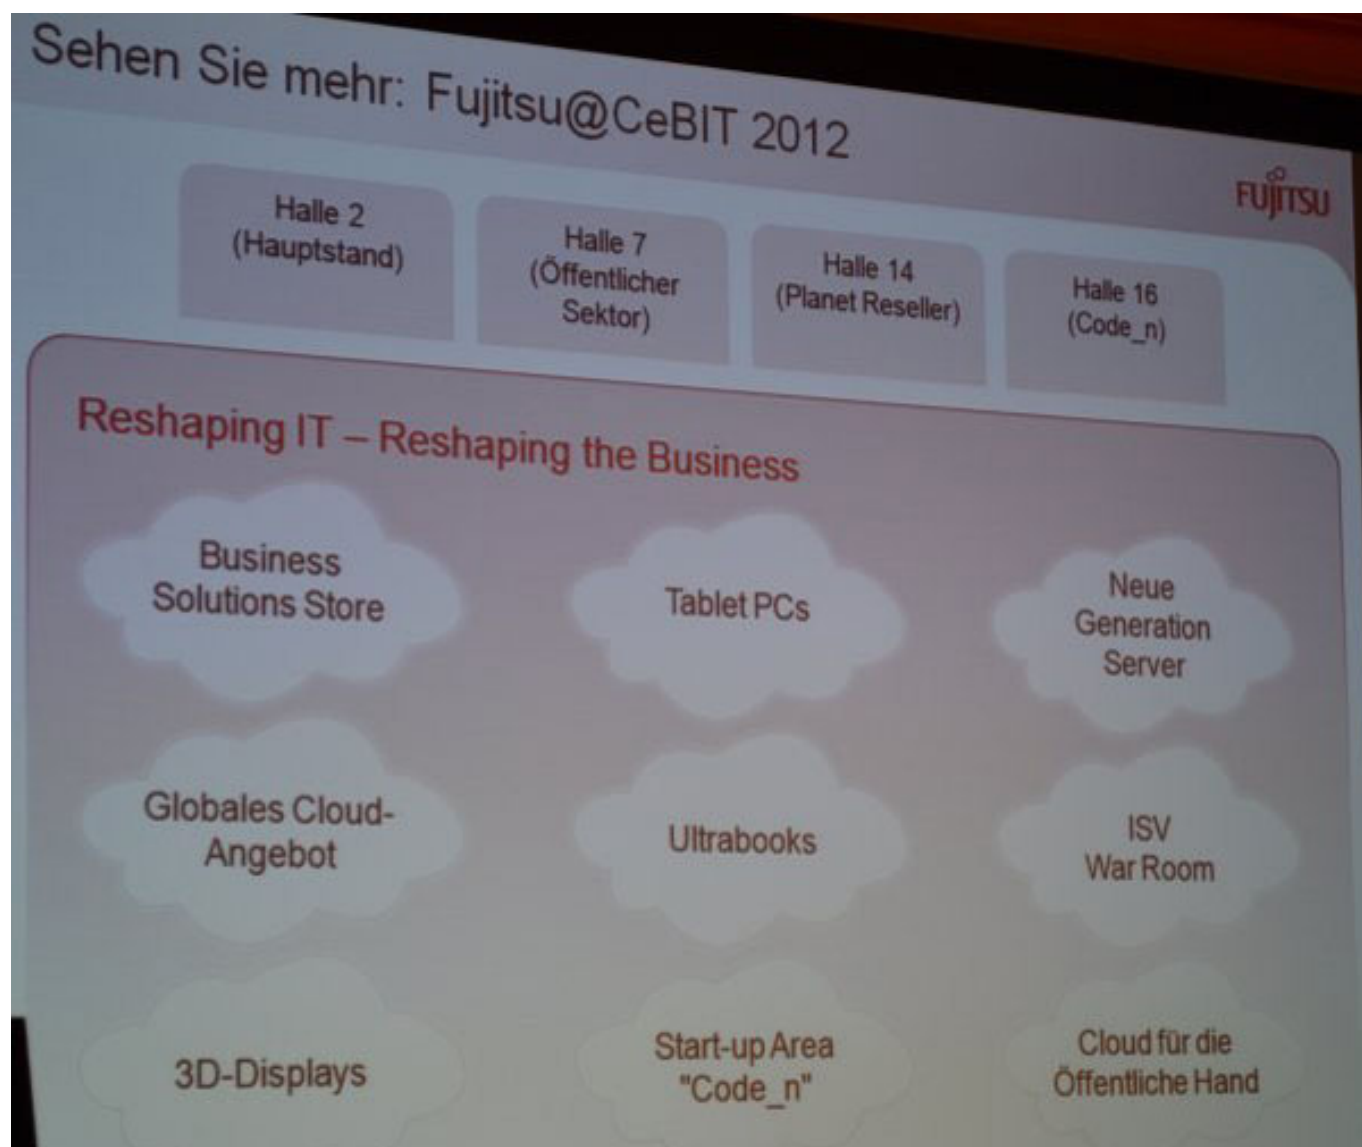 Sehen Sie mehr: Fujitsu@CeBIT 2012
FUJITSU
Halle 2
(Hauptstand)
Halle 7
(Öffentlicher
Sektor)
Halle 14
(Planet Reseller)
Halle 16
(Code_n)
Reshaping IT – Reshaping the Business
Business
Solutions Store
Tablet PCs
Neue
Generation
Server
Globales Cloud-
Angebot
Ultrabooks
ISV
War Room
3D-Displays
Start-up Area
"Code_n"
Cloud für die
Öffentliche Hand